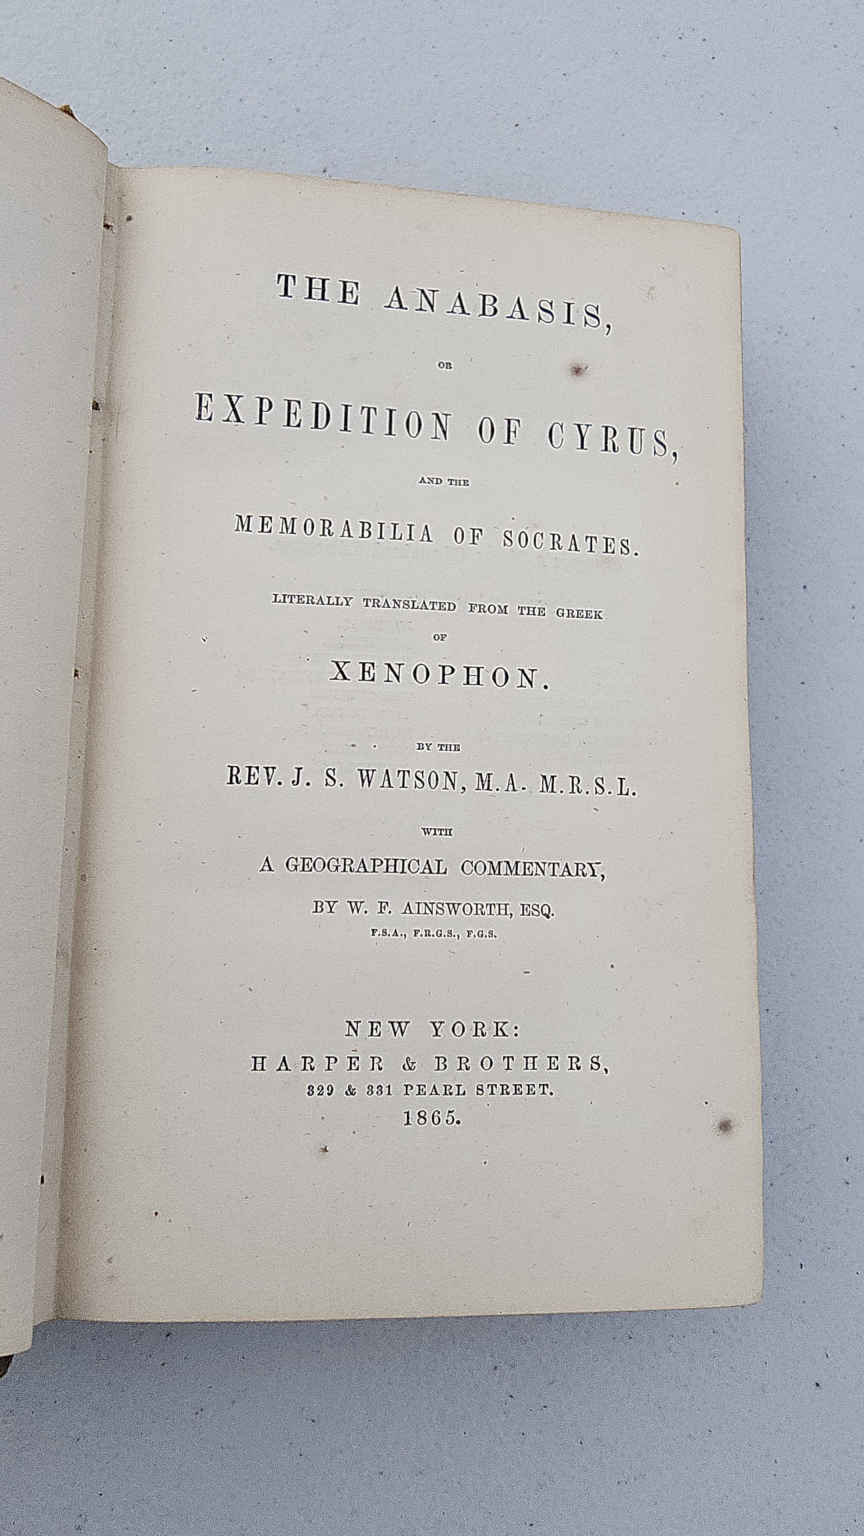 THE ANABASIS,
OR
EXPEDITION OF CYRUS,
AND THE
MEMORABILIA OF SOCRATES.
LITERALLY TRANSLATED FROM THE GREEK
OF
XENOPHON.
BY THE
REV. J. S. WATSON, M.A. M.R.S.L.
WITH
A GEOGRAPHICAL COMMENTARY,
BY W. F. AINSWORTH, ESQ.
F.S.A., F.R.G.S., F.G.S.
NEW YORK:
HARPER & BROTHERS,
329 & 331 PEARL STREET.
1865.